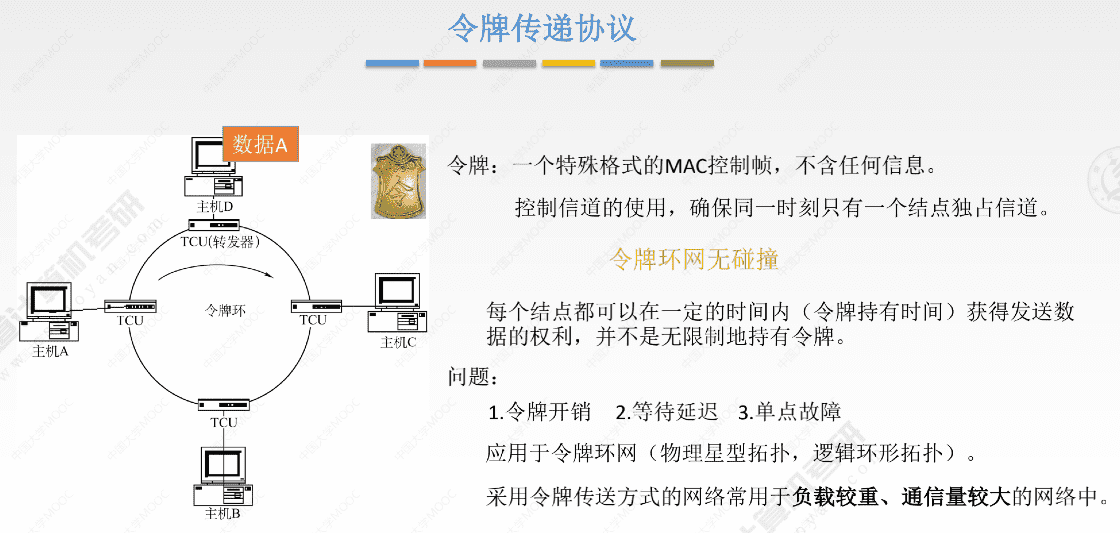 令牌传递协议
数据A
主机D
TCU(转发器)
TCU
令牌环
TCU
主机A
主机C
TCU
主机B
令牌：一个特殊格式的MAC控制帧，不含任何信息。
控制信道的使用，确保同一时刻只有一个结点独占信道。
令牌环网无碰撞
每个结点都可以在一定的时间内（令牌持有时间）获得发送数
据的权利，并不是无限制地持有令牌。
问题：
1.令牌开销 2.等待延迟 3.单点故障
应用于令牌环网（物理星型拓扑，逻辑环形拓扑）。
采用令牌传送方式的网络常用于负载较重、通信量较大的网络中。